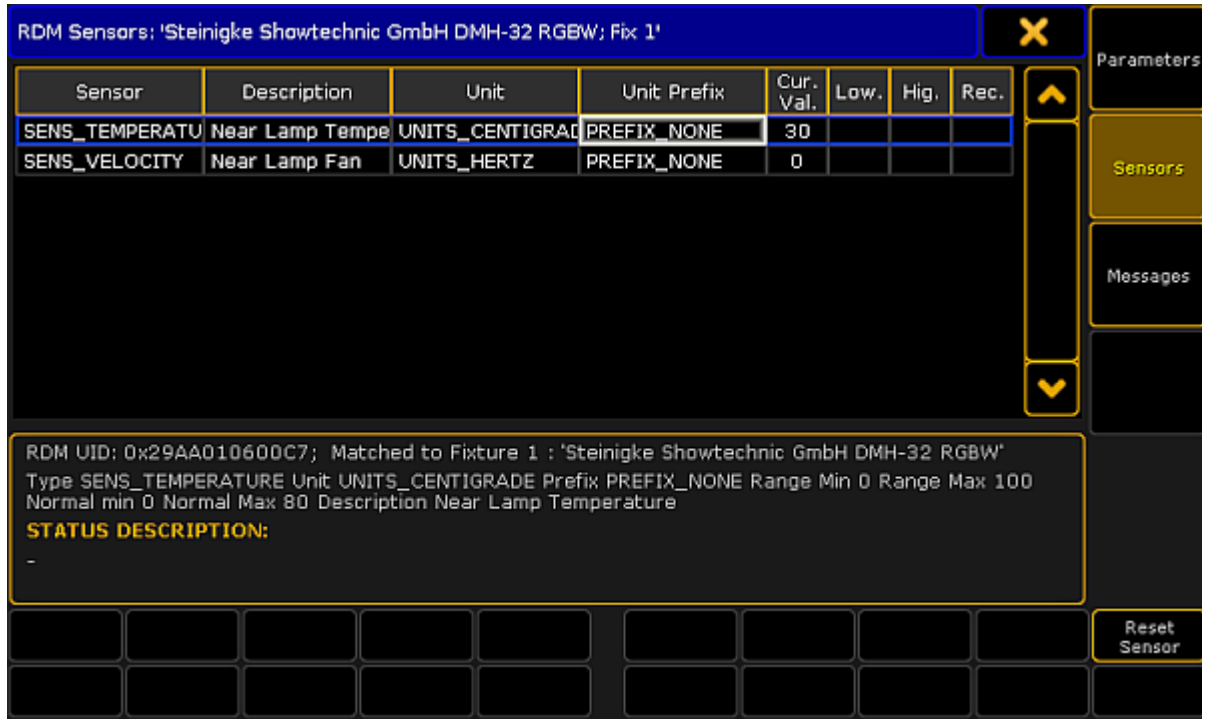 RDM Sensors: 'Steinigke Showtechnic GmbH DMH-32 RGBW; Fix 1'
Parameters
Sensor Description Unit Unit Prefix Cur. Val. Low. Hig. Rec.
SENS_TEMPERATU Near Lamp Tempe UNITS_CENTIGRAD PREFIX_NONE 30
SENS_VELOCITY Near Lamp Fan UNITS_HERTZ PREFIX_NONE 0
Sensors
Messages
RDM UID: 0x29AA010600C7; Matched to Fixture 1 : 'Steinigke Showtechnic GmbH DMH-32 RGBW'
Type SENS_TEMPERATURE Unit UNITS_CENTIGRADE Prefix PREFIX_NONE Range Min 0 Range Max 100
Normal min 0 Normal Max 80 Description Near Lamp Temperature
STATUS DESCRIPTION:
-
Reset
Sensor